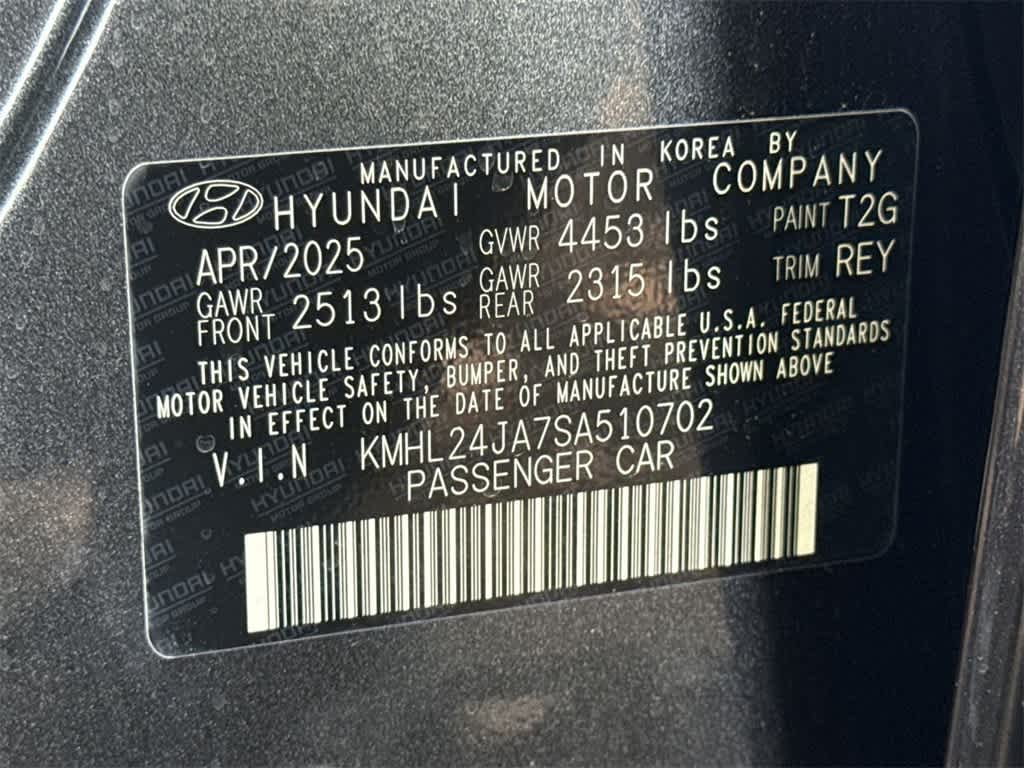 MANUFACTURED IN KOREA BY
HYUNDAI MOTOR COMPANY
APR/2025 GVWR 4453 lbs PAINT T2G
GAWR FRONT 2513 lbs GAWR REAR 2315 lbs TRIM REY
THIS VEHICLE CONFORMS TO ALL APPLICABLE U.S.A. FEDERAL
MOTOR VEHICLE SAFETY, BUMPER, AND THEFT PREVENTION STANDARDS
IN EFFECT ON THE DATE OF MANUFACTURE SHOWN ABOVE
V.I.N KMHL24JA7SA510702
PASSENGER CAR